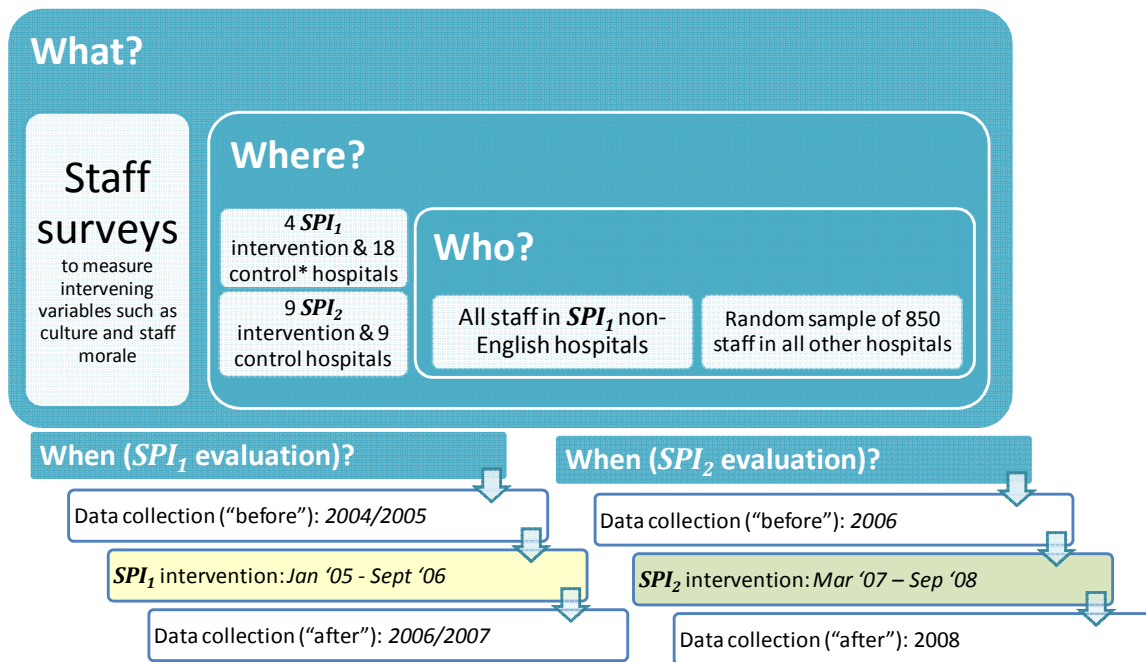 What?
Staff
surveys
to measure
intervening
variables such as
culture and staff
morale
Where?
4 SPI1
intervention & 18
control* hospitals
9 SPI2
intervention & 9
control hospitals
Who?
All staff in SPI1 non-
English hospitals
Random sample of 850
staff in all other hospitals
When (SPI1 evaluation)?
Data collection (“before”): 2004/2005
SPI1 intervention: Jan ‘05 - Sept ‘06
Data collection (“after”): 2006/2007
When (SPI2 evaluation)?
Data collection (“before”): 2006
SPI2 intervention: Mar ‘07 – Sep ‘08
Data collection (“after”): 2008